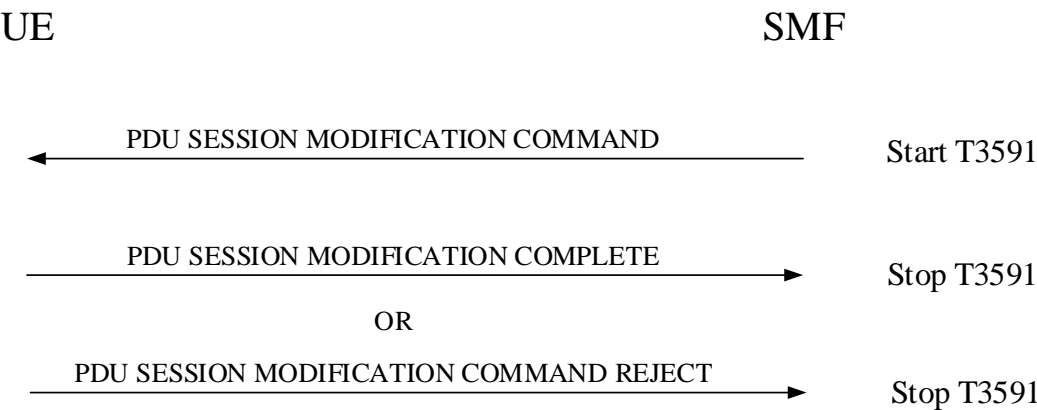 UE SMF
PDU SESSION MODIFICATION COMMAND Start T3591
PDU SESSION MODIFICATION COMPLETE Stop T3591
OR
PDU SESSION MODIFICATION COMMAND REJECT Stop T3591